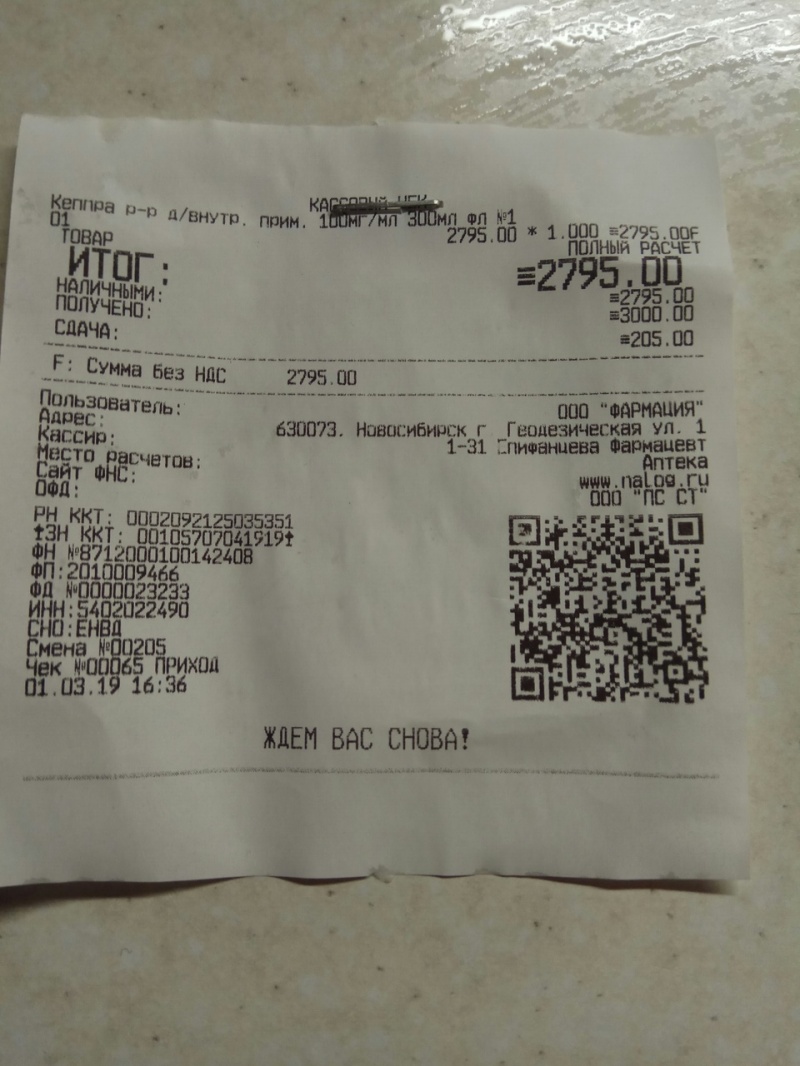 КАССОВЫЙ ЧЕК
Кеппра р-р д/внутр. прим. 100мг/мл 300мл фл №1
01 2795.00 * 1.000 ≡2795.00F
ТОВАР ПОЛНЫЙ РАСЧЕТ
ИТОГ: ≡2795.00
НАЛИЧНЫМИ: ≡2795.00
ПОЛУЧЕНО: ≡3000.00
СДАЧА: ≡205.00
F: Сумма без НДС 2795.00
Пользователь: ООО "ФАРМАЦИЯ"
Адрес: 630073. Новосибирск г Геодезическая ул. 1
Кассир: 1-31 Епифанцева Фармацевт
Место расчетов: Аптека
Сайт ФНС: www.nalog.ru
ОФД: ООО "ПС СТ"
РН ККТ: 0002092125035351
↑ЗН ККТ: 00105707041919↑
ФН №8712000100142408
ФП:2010009466
ФД №0000023233
ИНН:5402022490
СНО:ЕНВД
Смена №00205
Чек №00065 ПРИХОД
01.03.19 16:36
ЖДЕМ ВАС СНОВА!